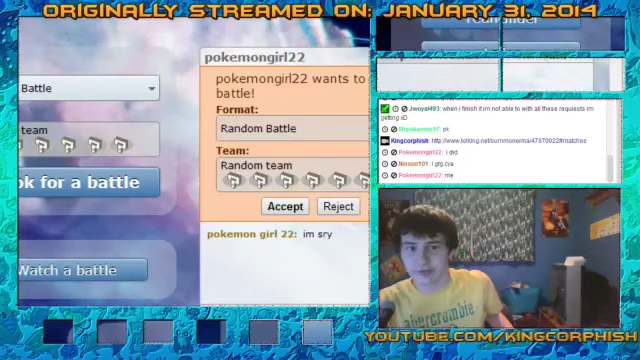 ORIGINALLY STREAMED ON: JANUARY 31, 2014
pokemongirl22
pokemongirl22 wants to
battle!
Format:
Random Battle
Team:
Random team
Accept Reject
pokemon girl 22: im sry
Battle
team
ok for a battle
Watch a battle
Jwoyal493: when i finish it im not able to with all these requiests im
getting xD
ok
Kingcorphish: http://www.lolking.net/summoner/na/47970022#matches
Pokemongirl22: i did
Ninson101: i gtg cya
Pokemongirl22: me
YOUTUBE.COM/KINGCORPHISH